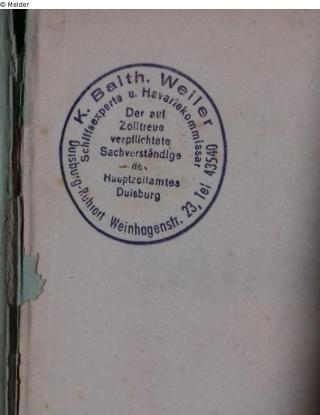 © Melder
K. Balth. Weiler
Schiffsexperte u. Havariekommissar
Der auf
Zolltreue
verpflichtete
Sachverständige
des
Hauptzollamtes
Duisburg
Duisburg-Ruhrort Weinhagenstr. 23, Tel 43540